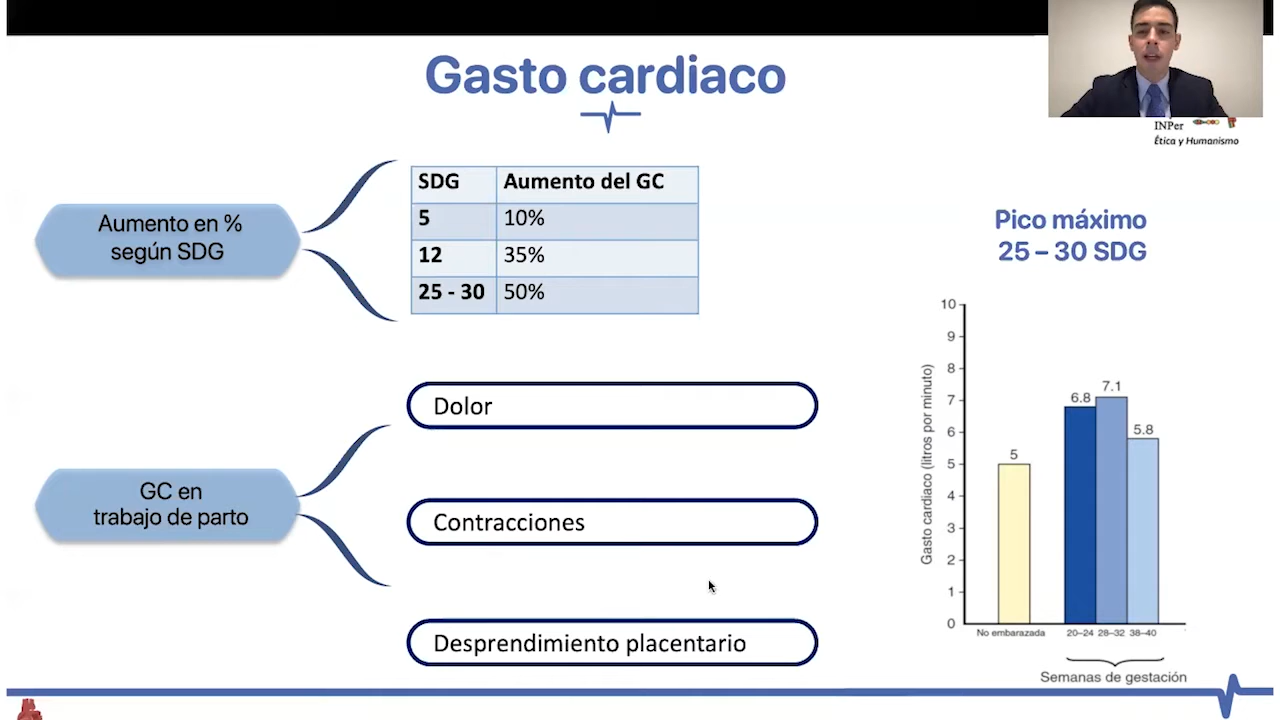 Gasto cardiaco
INPer
Ética y Humanismo
Aumento en %
según SDG
SDG Aumento del GC
5 10%
12 35%
25 - 30 50%
Pico máximo
25 – 30 SDG
GC en
trabajo de parto
Dolor
Contracciones
Desprendimiento placentario
Gasto cardiaco (litros por minuto)
10
9
8
7
6
5
4
3
2
1
0
5
6.8
7.1
5.8
No embarazada 20–24 28–32 38–40
Semanas de gestación